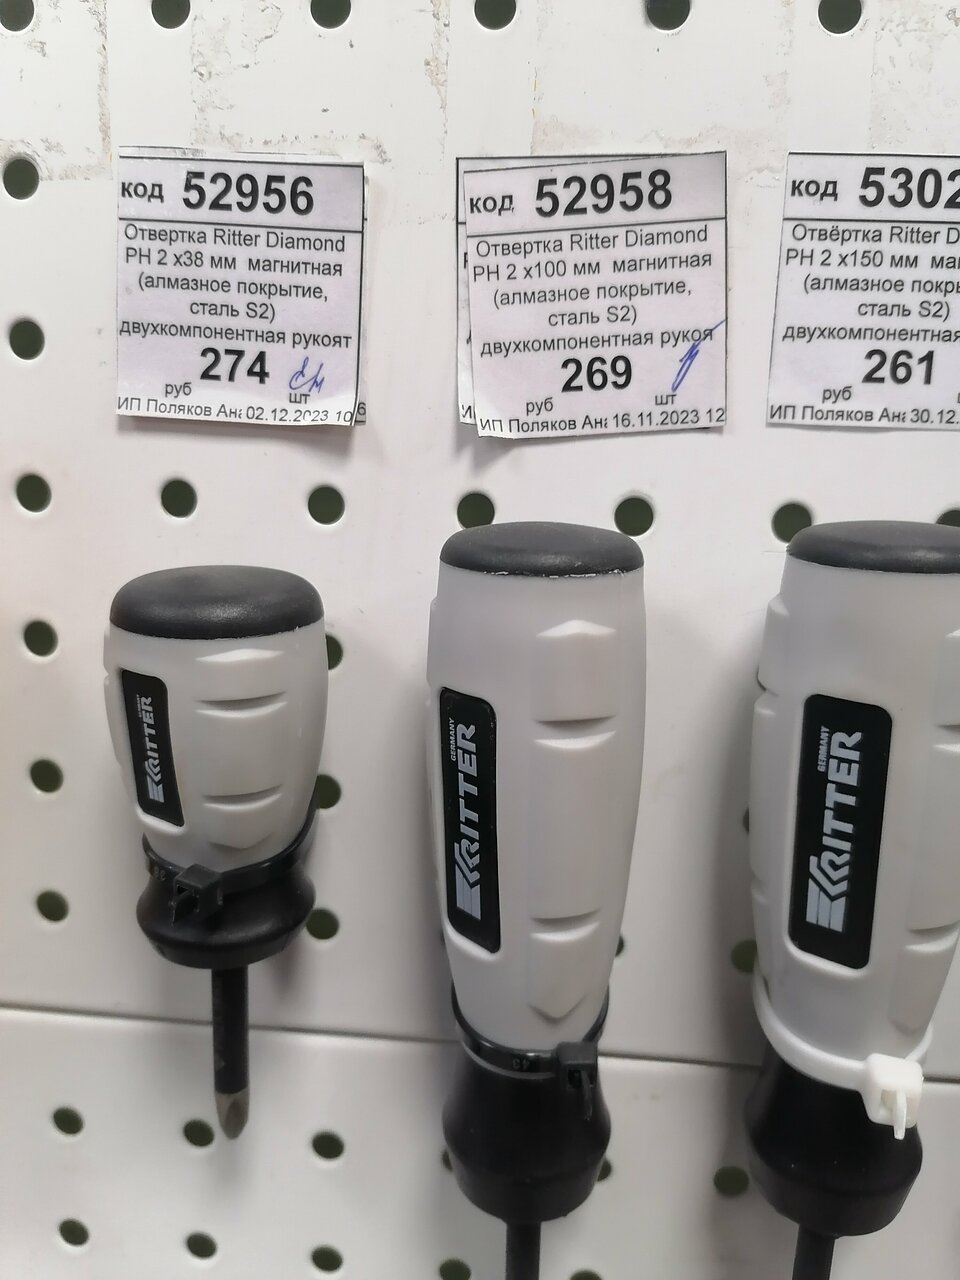 код 52956
Отвертка Ritter Diamond
PH 2 x38 мм магнитная
(алмазное покрытие,
сталь S2)
двухкомпонентная рукоят
274
руб шт
ИП Поляков 02.12.2023 10
код 52958
Отвертка Ritter Diamond
PH 2 x100 мм магнитная
(алмазное покрытие,
сталь S2)
двухкомпонентная рукоя
269
руб шт
ИП Поляков 16.11.2023 12
код 5302
Отвёртка Ritter D
PH 2 x150 мм
(алмазное
сталь S2)
двухкомпонентная
261
руб
ИП Поляков 30.12.
RITTER
GERMANY
RITTER
GERMANY
RITTER
GERMANY